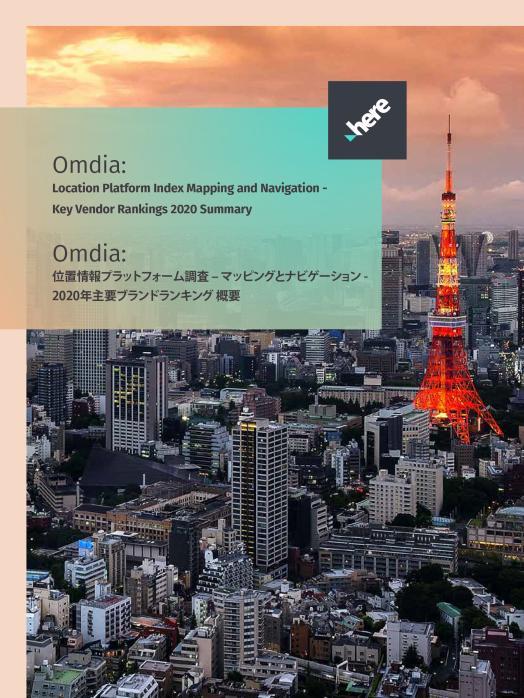 here
Omdia:
Location Platform Index Mapping and Navigation -
Key Vendor Rankings 2020 Summary
Omdia:
位置情報プラットフォーム調査 – マッピングとナビゲーション -
2020年主要ブランドランキング 概要